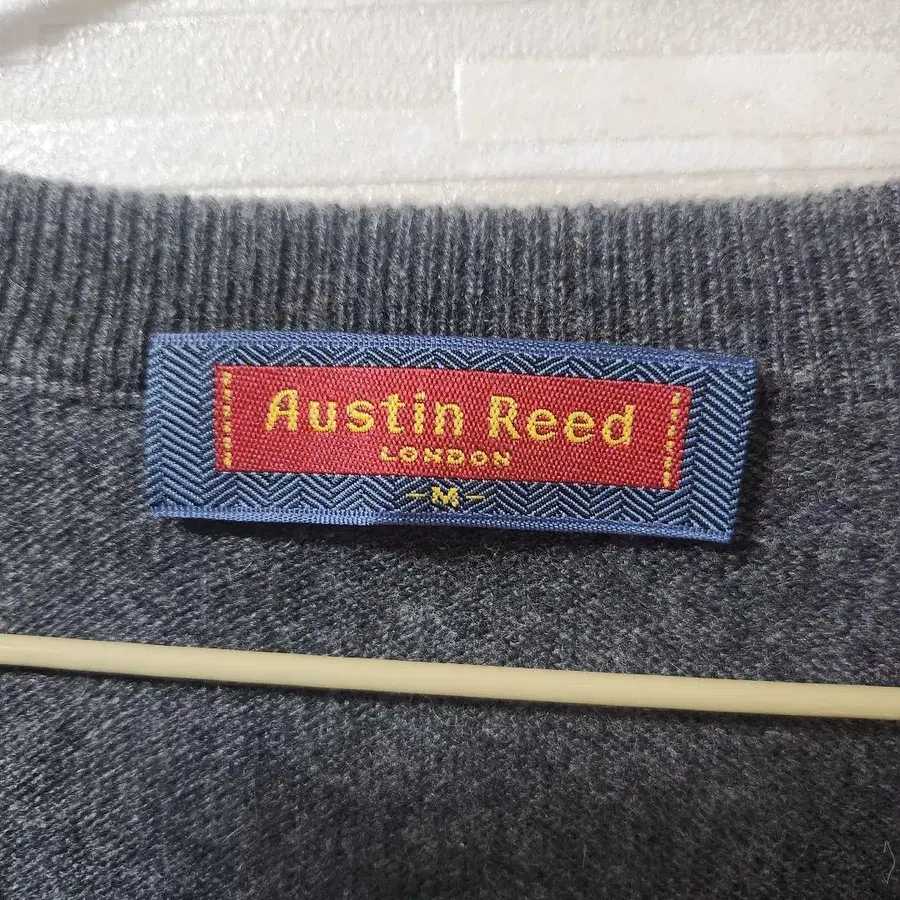 Austin Reed
LONDON
-M-